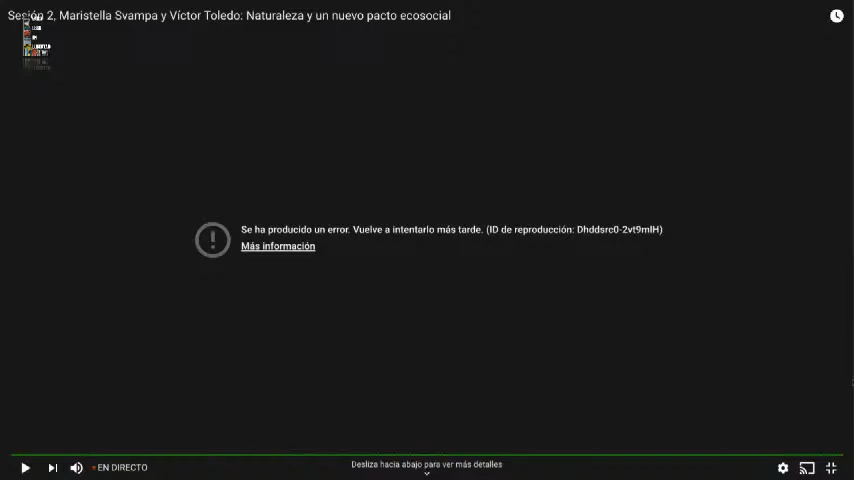 Sesión 2, Maristella Svampa y Víctor Toledo: Naturaleza y un nuevo pacto ecosocial
Se ha producido un error. Vuelve a intentarlo más tarde. (ID de reproducción: Dhddsrc0-2vt9mIH)
Más información
EN DIRECTO
Desliza hacia abajo para ver más detalles